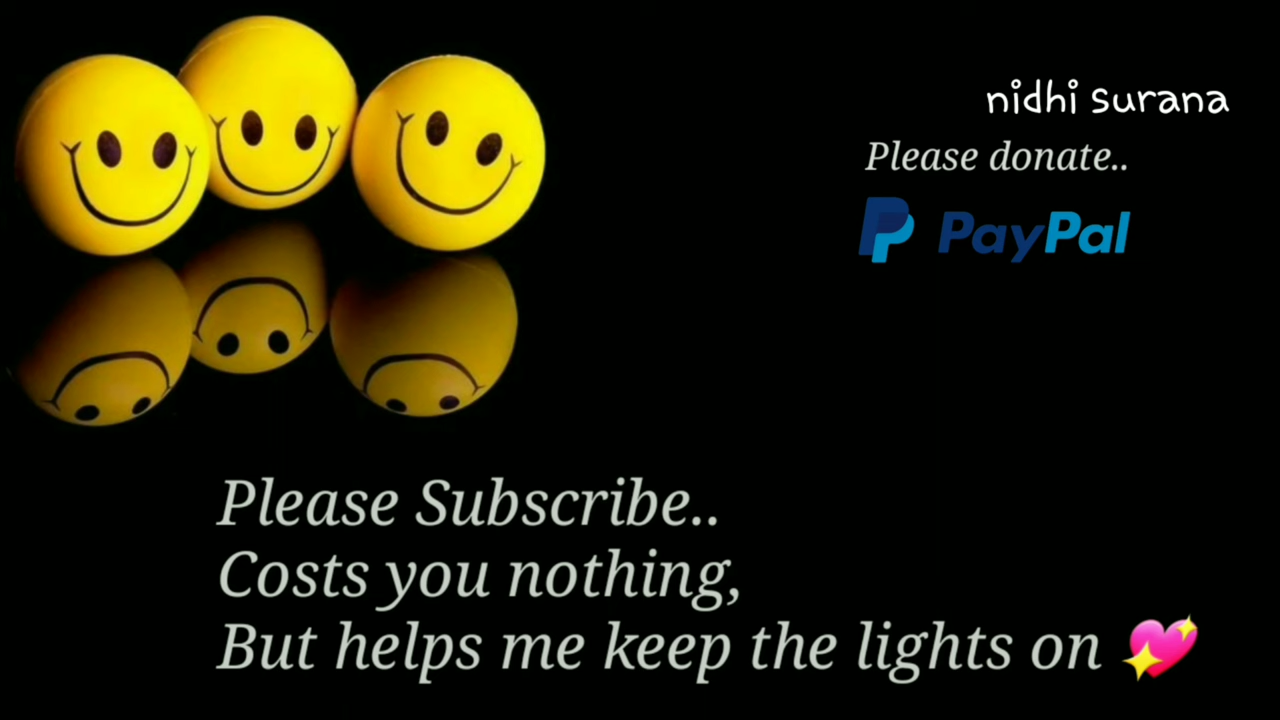 nidhi surana
Please donate..
PayPal
Please Subscribe..
Costs you nothing,
But helps me keep the lights on 💖